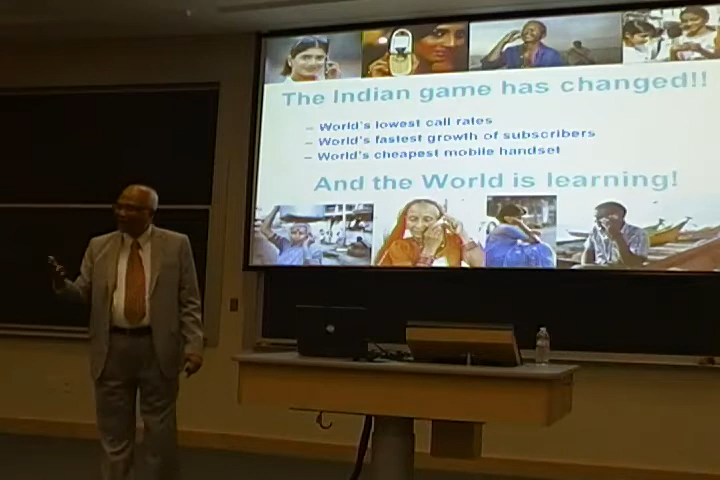 The Indian game has changed!!
– World's lowest call rates
– World's fastest growth of subscribers
– World's cheapest mobile handset
And the World is learning!